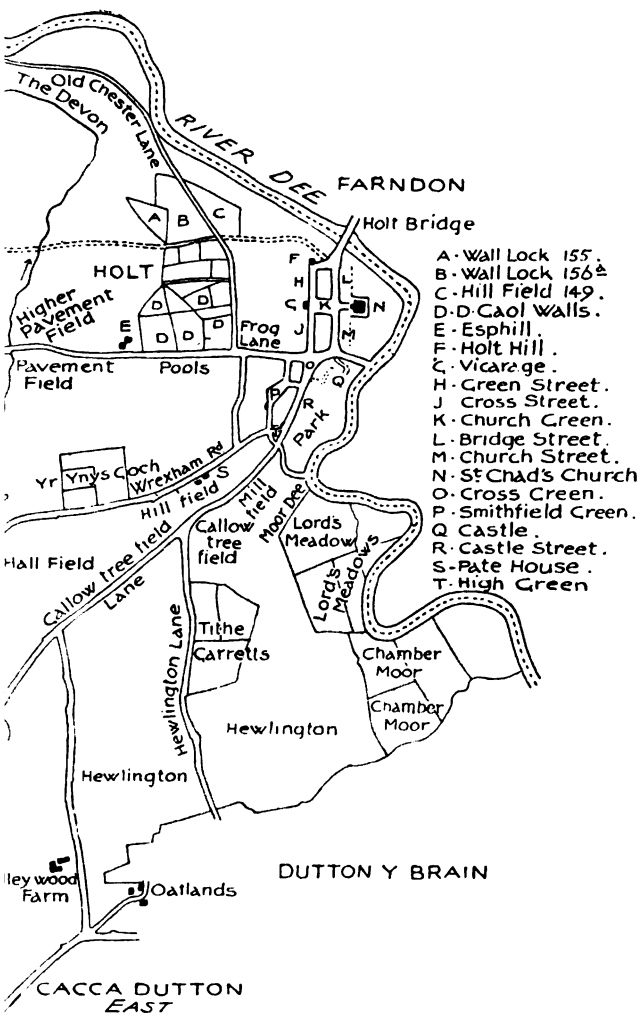 Old Chester Lane
The Devon
RIVER DEE
FARNDON
Holt Bridge
A B C
HOLT
F
H L
G K N
J M
D D
D D D
E
Higher
Pavement
Field
Frog
Lane
Pavement
Field
Pools
O
Q
P
R
Park
A · Wall Lock 155.
B · Wall Lock 156a
C · Hill Field 149.
D·D·Gaol Walls.
E · Esphill.
F · Holt Hill.
G · Vicarage.
H · Green Street.
J · Cross Street.
K · Church Green.
L · Bridge Street.
M · Church Street.
N · St Chad's Church
O · Cross Green.
P · Smithfield Green.
Q · Castle.
R · Castle Street.
S - Pate House.
T · High Green
Yr Ynys Goch
Wrexham Rd
S
Hill field
Mill
field
Moor Dee
Callow
tree
field
Lord's
Meadow
Lord's
Meadows
Hall Field
Callow tree field
Lane
Hewlington Lane
Tithe
Carretts
Chamber
Moor
Chamber
Moor
Hewlington
Hewlington
DUTTON Y BRAIN
lleywood
Farm
Oatlands
CACCA DUTTON
EAST